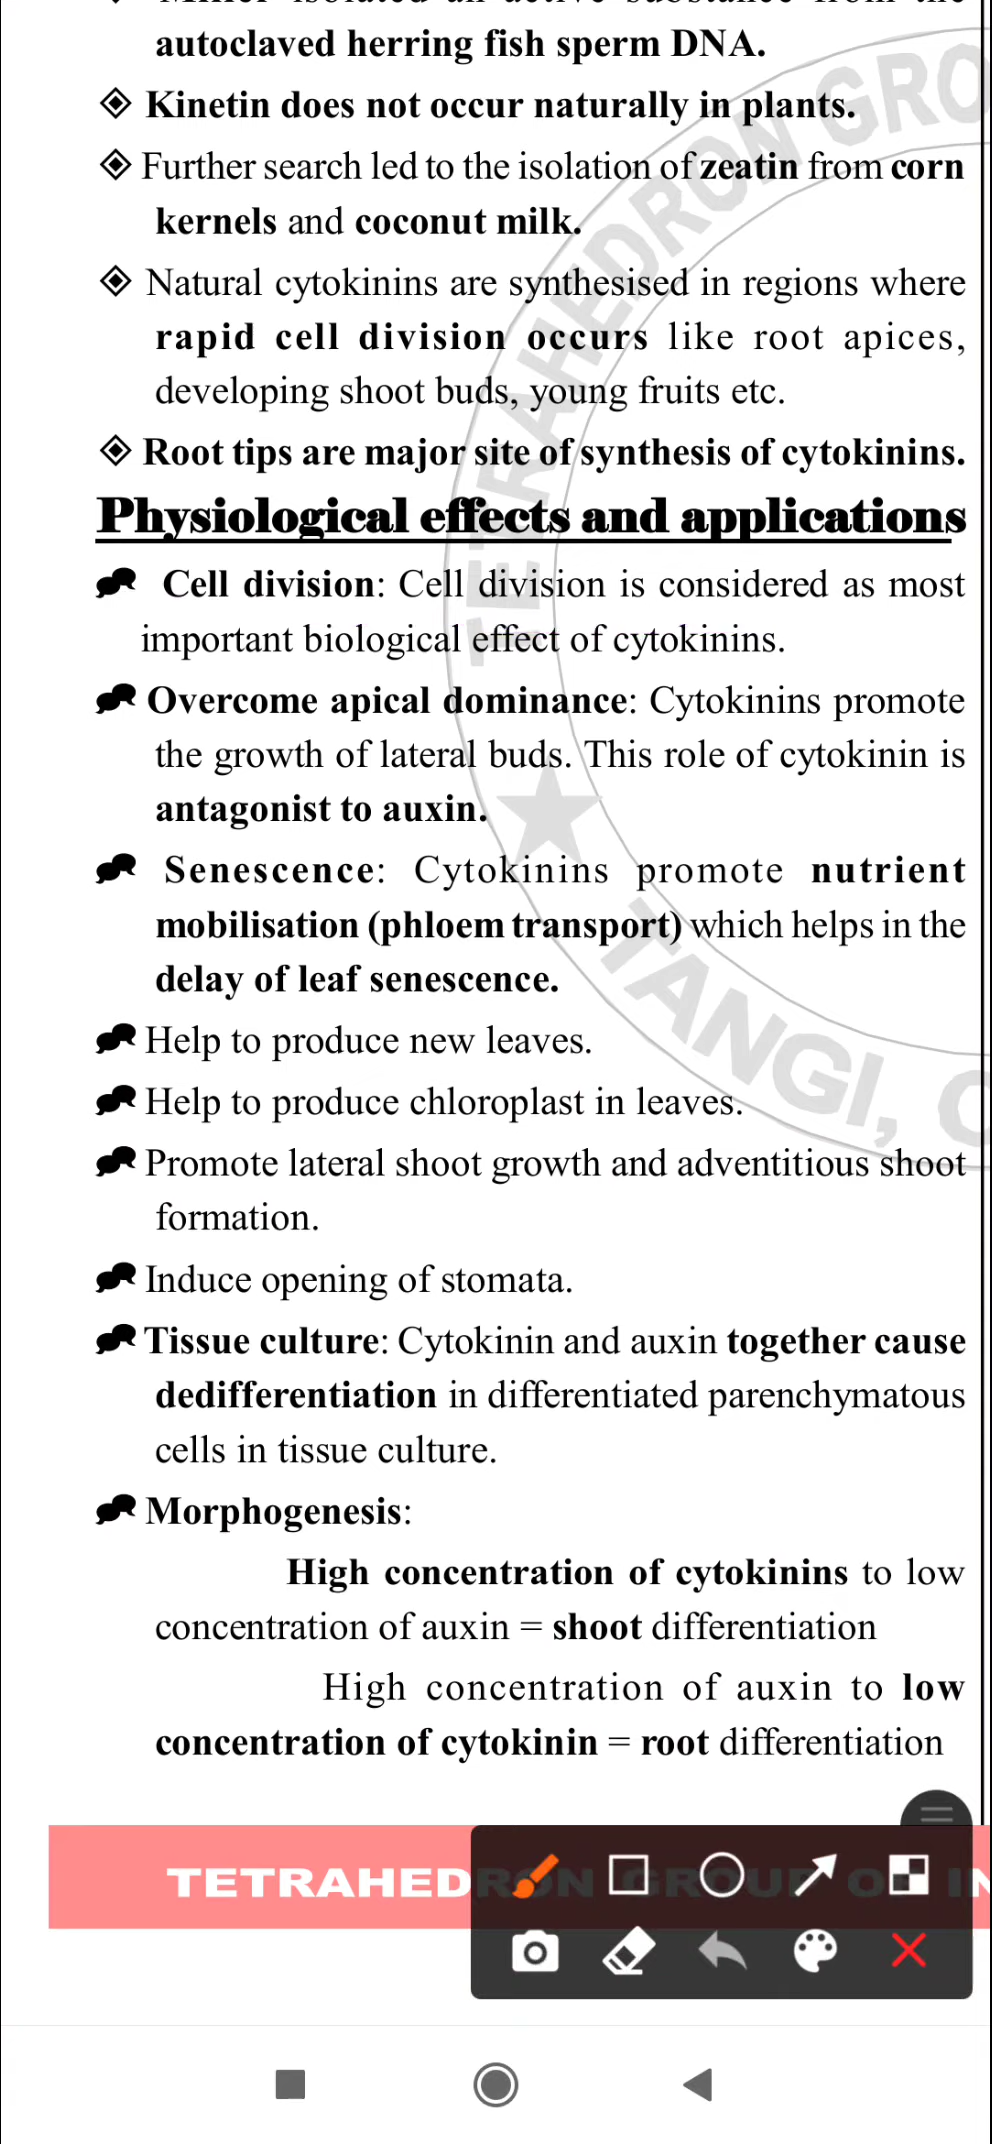 autoclaved herring fish sperm DNA.
Kinetin does not occur naturally in plants.
Further search led to the isolation of zeatin from corn
kernels and coconut milk.
Natural cytokinins are synthesised in regions where
rapid cell division occurs like root apices,
developing shoot buds, young fruits etc.
Root tips are major site of synthesis of cytokinins.
Physiological effects and applications
Cell division: Cell division is considered as most
important biological effect of cytokinins.
Overcome apical dominance: Cytokinins promote
the growth of lateral buds. This role of cytokinin is
antagonist to auxin.
Senescence: Cytokinins promote nutrient
mobilisation (phloem transport) which helps in the
delay of leaf senescence.
Help to produce new leaves.
Help to produce chloroplast in leaves.
Promote lateral shoot growth and adventitious shoot
formation.
Induce opening of stomata.
Tissue culture: Cytokinin and auxin together cause
dedifferentiation in differentiated parenchymatous
cells in tissue culture.
Morphogenesis:
High concentration of cytokinins to low
concentration of auxin = shoot differentiation
High concentration of auxin to low
concentration of cytokinin = root differentiation
TETRAHEDRON GROUP OF IN
TETRAHEDRON GRO
TANGI, C